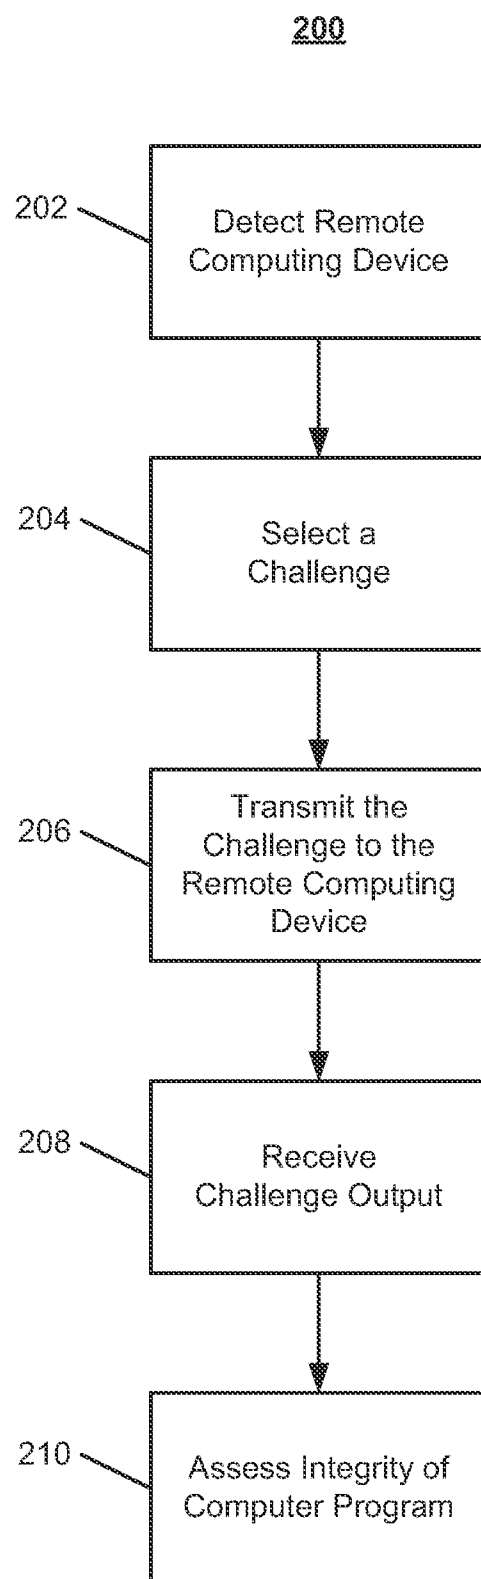 200
202
Detect Remote
Computing Device
204
Select a
Challenge
206
Transmit the
Challenge to the
Remote Computing
Device
208
Receive
Challenge Output
210
Assess Integrity of
Computer Program